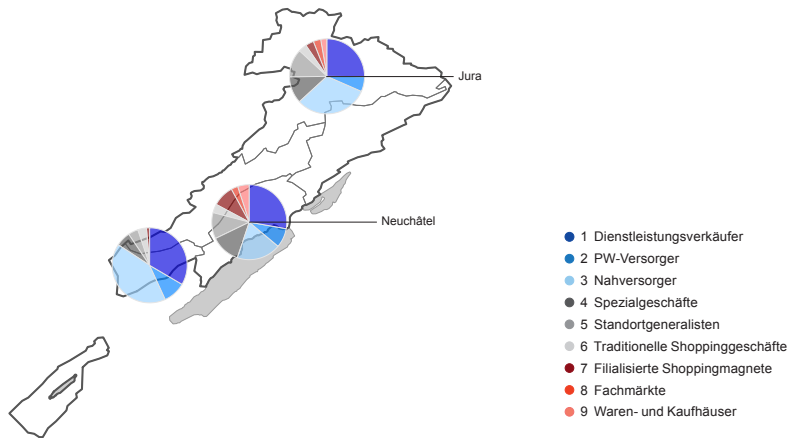 Jura
Neuchâtel
1 Dienstleistungsverkäufer
2 PW-Versorger
3 Nahversorger
4 Spezialgeschäfte
5 Standortgeneralisten
6 Traditionelle Shoppinggeschäfte
7 Filialisierte Shoppingmagnete
8 Fachmärkte
9 Waren- und Kaufhäuser